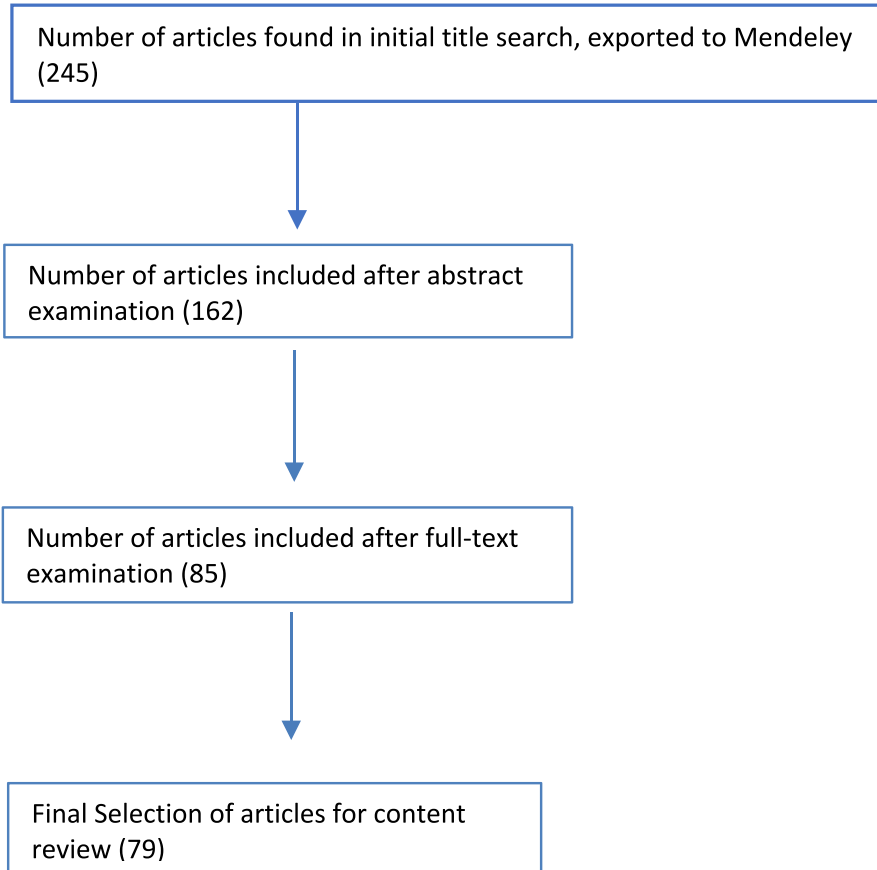 Number of articles found in initial title search, exported to Mendeley
(245)
Number of articles included after abstract
examination (162)
Number of articles included after full-text
examination (85)
Final Selection of articles for content
review (79)